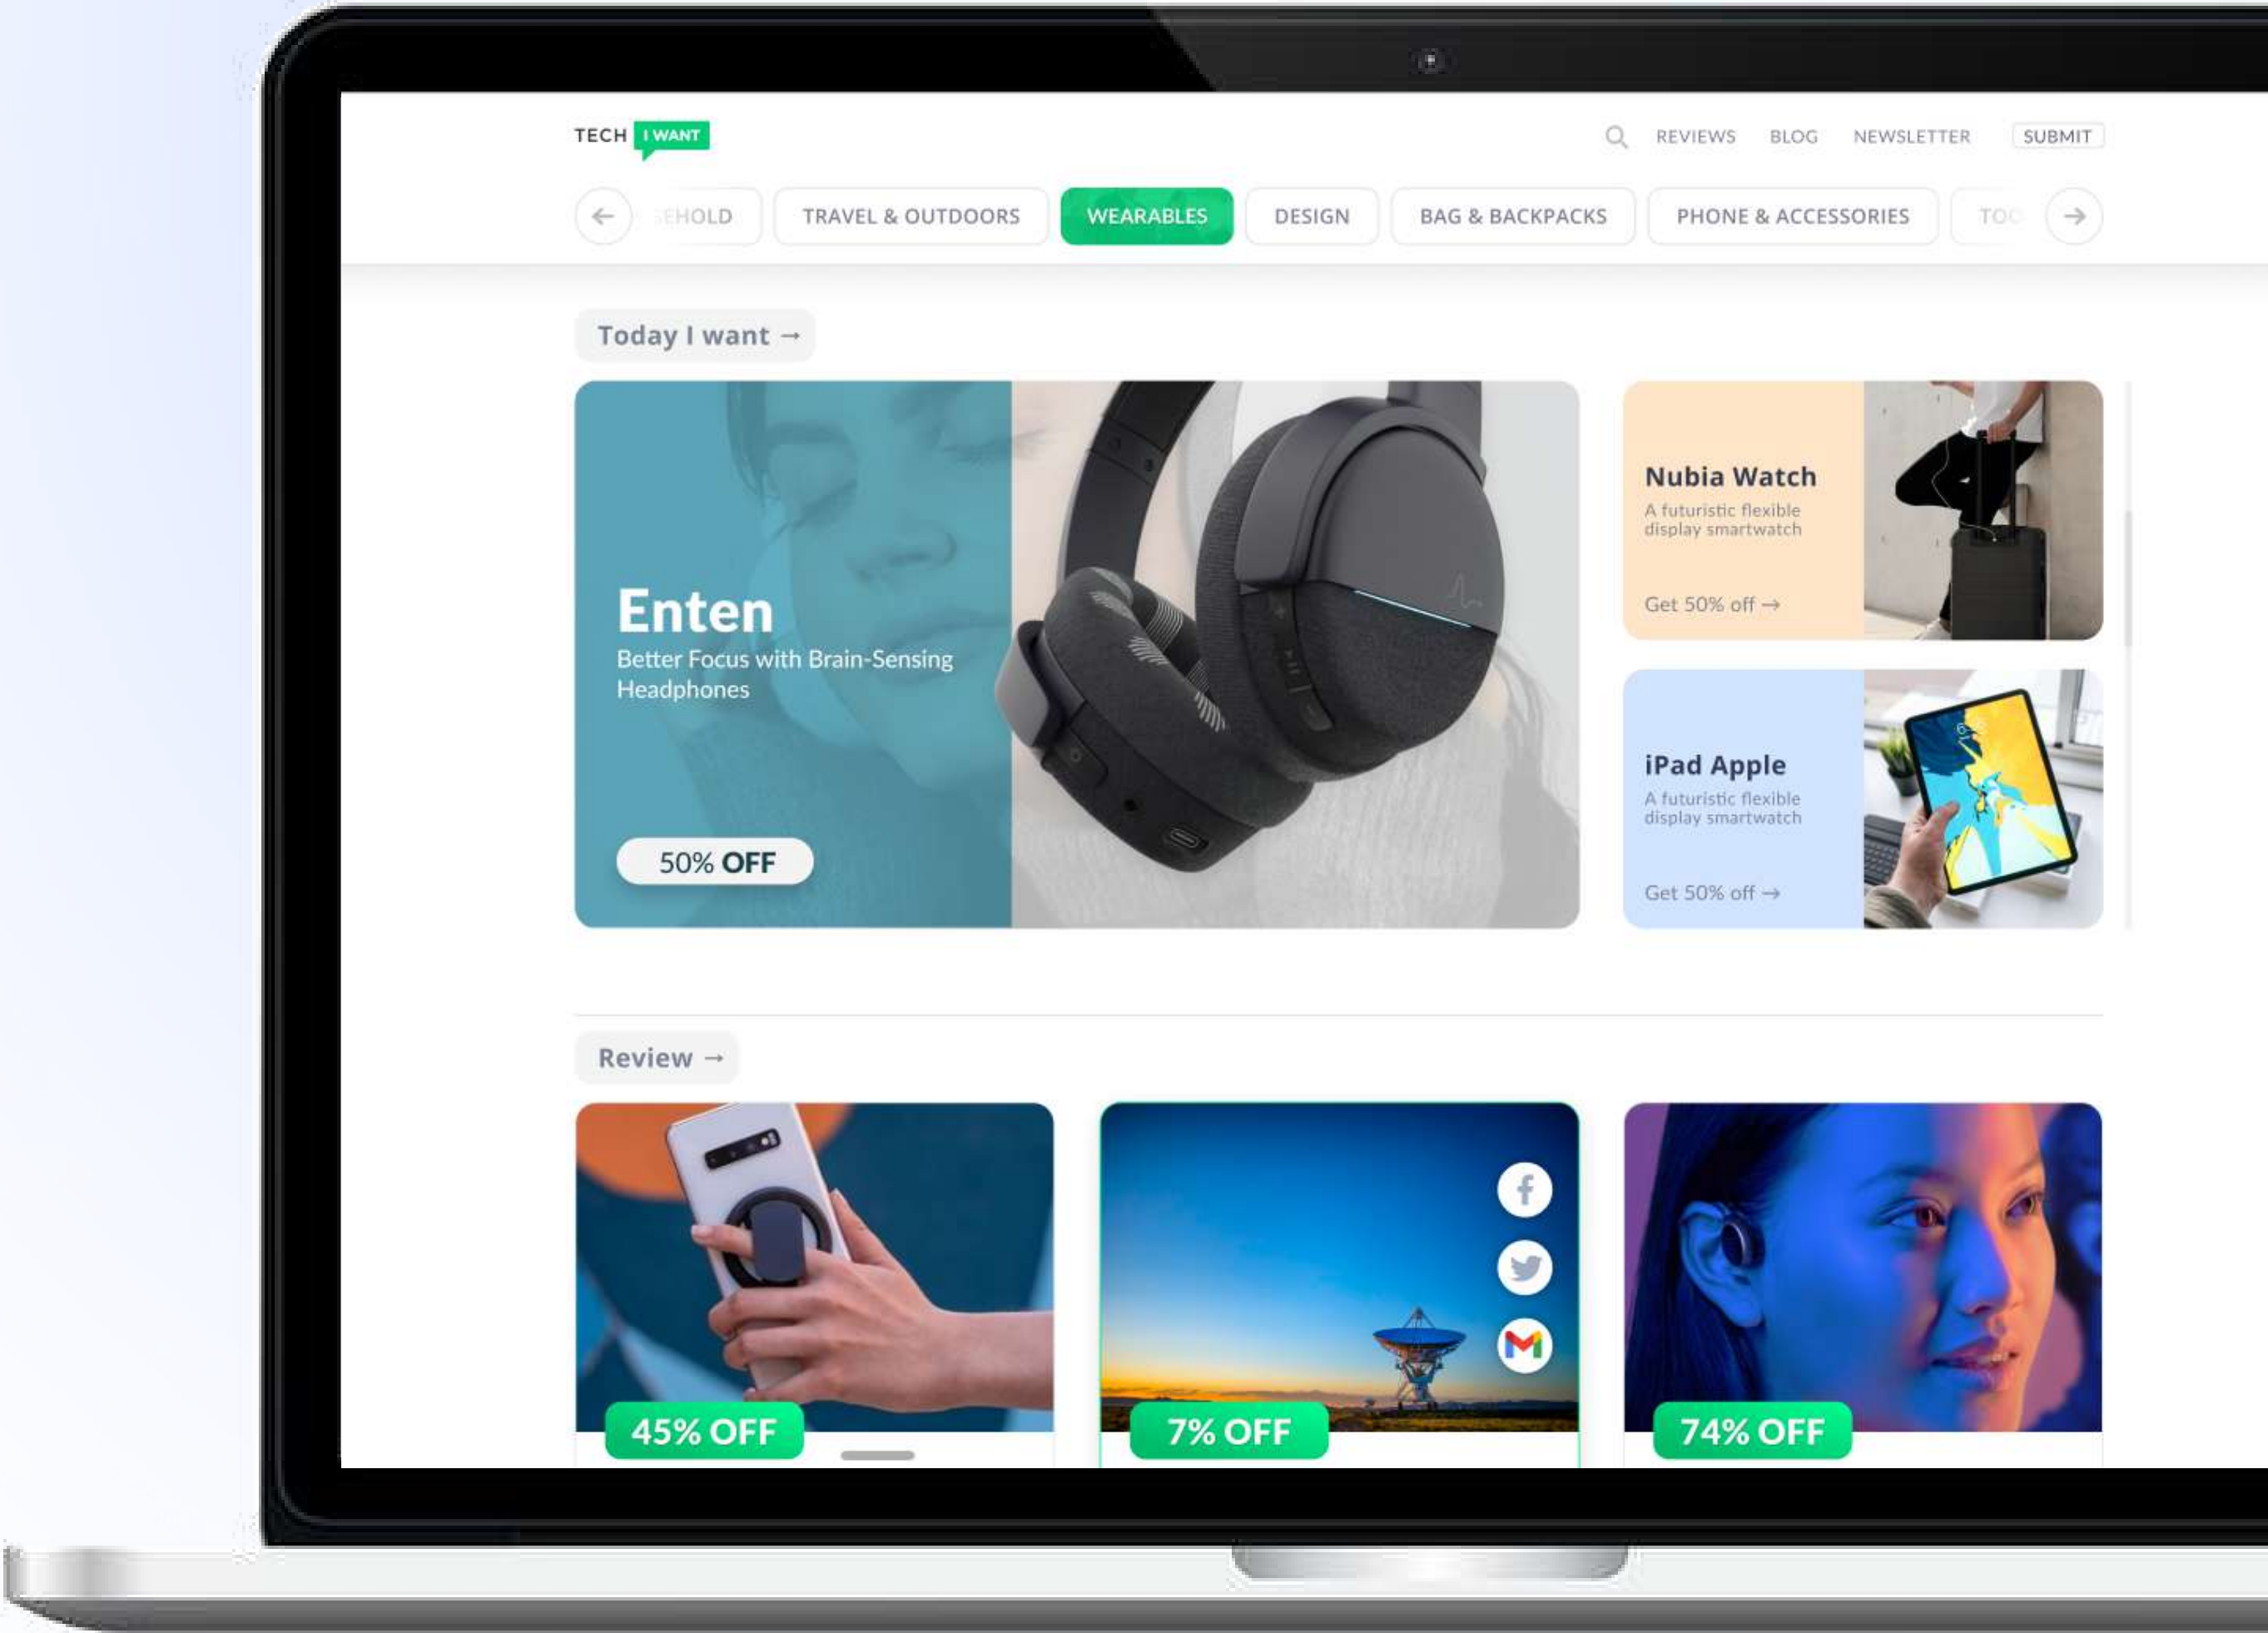 TECH I WANT
REVIEWS BLOG NEWSLETTER SUBMIT
EHOLD TRAVEL & OUTDOORS WEARABLES DESIGN BAG & BACKPACKS PHONE & ACCESSORIES TOO
Today I want →
Enten
Better Focus with Brain-Sensing
Headphones
50% OFF
Nubia Watch
A futuristic flexible
display smartwatch
Get 50% off →
iPad Apple
A futuristic flexible
display smartwatch
Get 50% off →
Review →
45% OFF
7% OFF
74% OFF